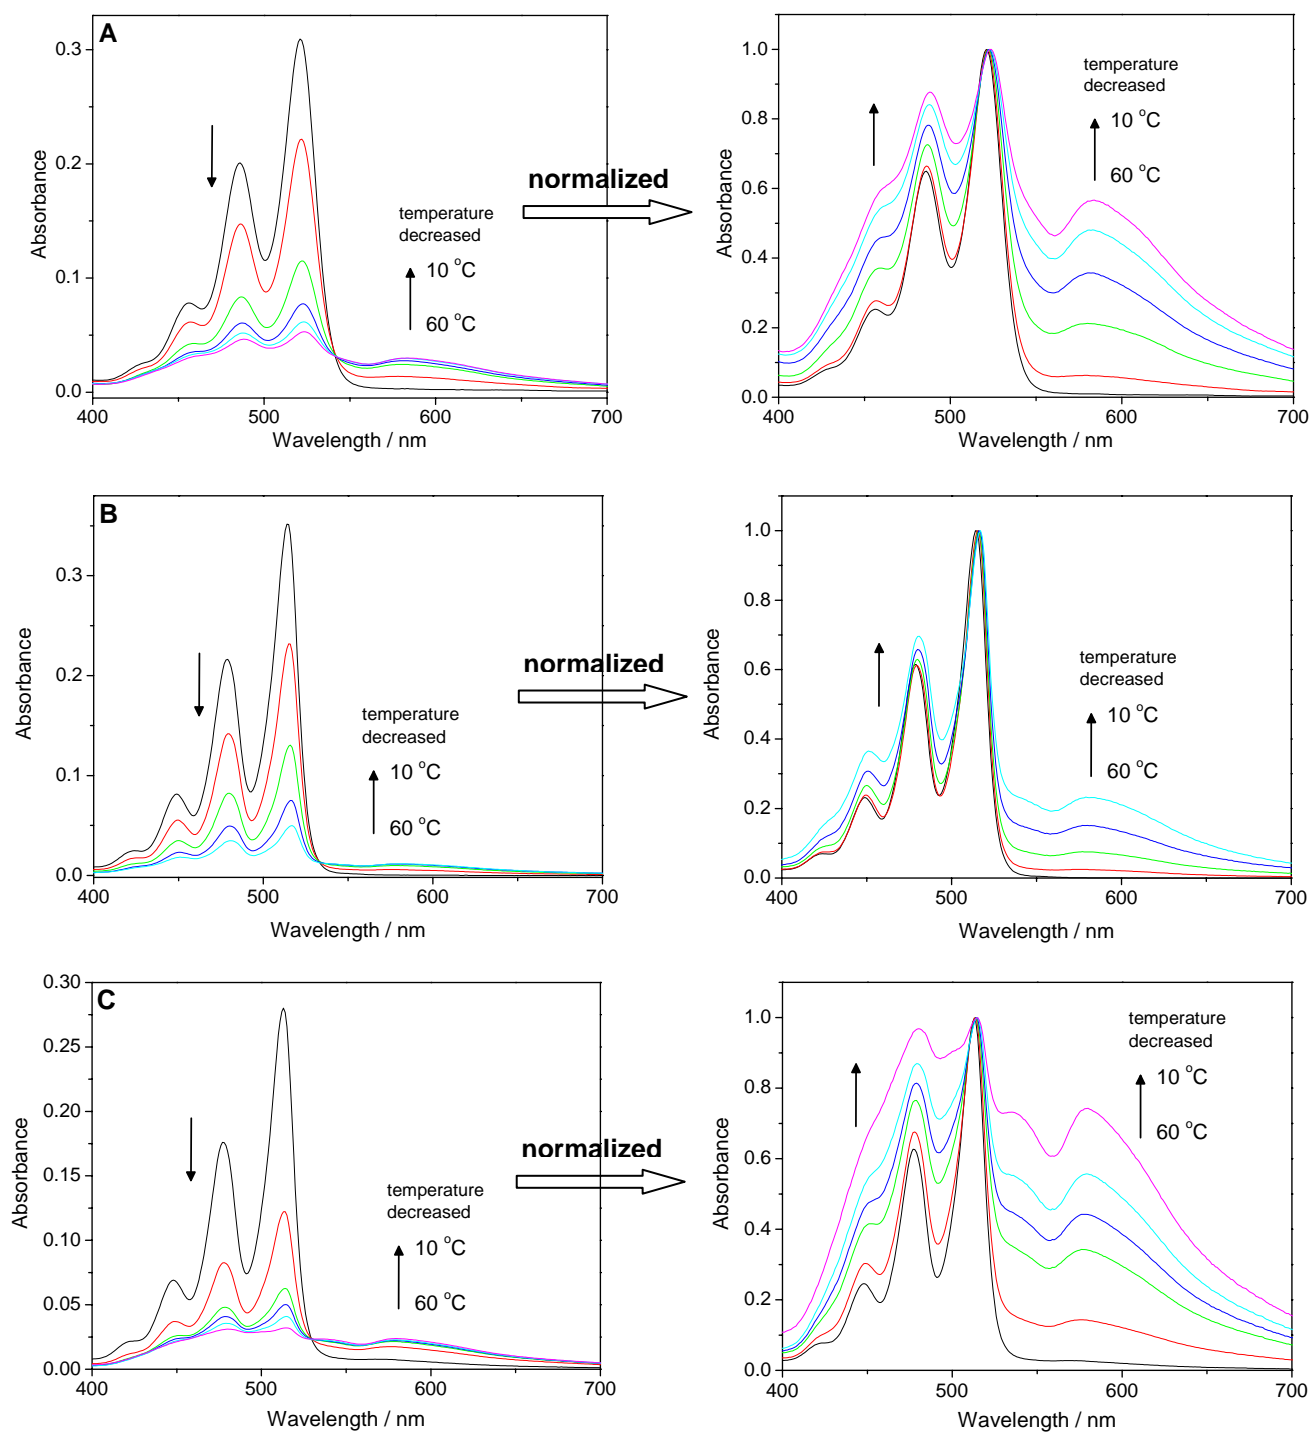 A
0.3
0.2
0.1
0.0
Absorbance
temperature
decreased
10 °C
60 °C
400 500 600 700
Wavelength / nm
normalized
1.0
0.8
0.6
0.4
0.2
0.0
Absorbance
temperature
decreased
10 °C
60 °C
400 500 600 700
Wavelength / nm
B
0.3
0.2
0.1
0.0
Absorbance
temperature
decreased
10 °C
60 °C
400 500 600 700
Wavelength / nm
normalized
1.0
0.8
0.6
0.4
0.2
0.0
Absorbance
temperature
decreased
10 °C
60 °C
400 500 600 700
Wavelength / nm
C
0.30
0.25
0.20
0.15
0.10
0.05
0.00
Absorbance
temperature
decreased
10 °C
60 °C
400 500 600 700
Wavelength / nm
normalized
1.0
0.8
0.6
0.4
0.2
0.0
Absorbance
temperature
decreased
10 °C
60 °C
400 500 600 700
Wavelength / nm